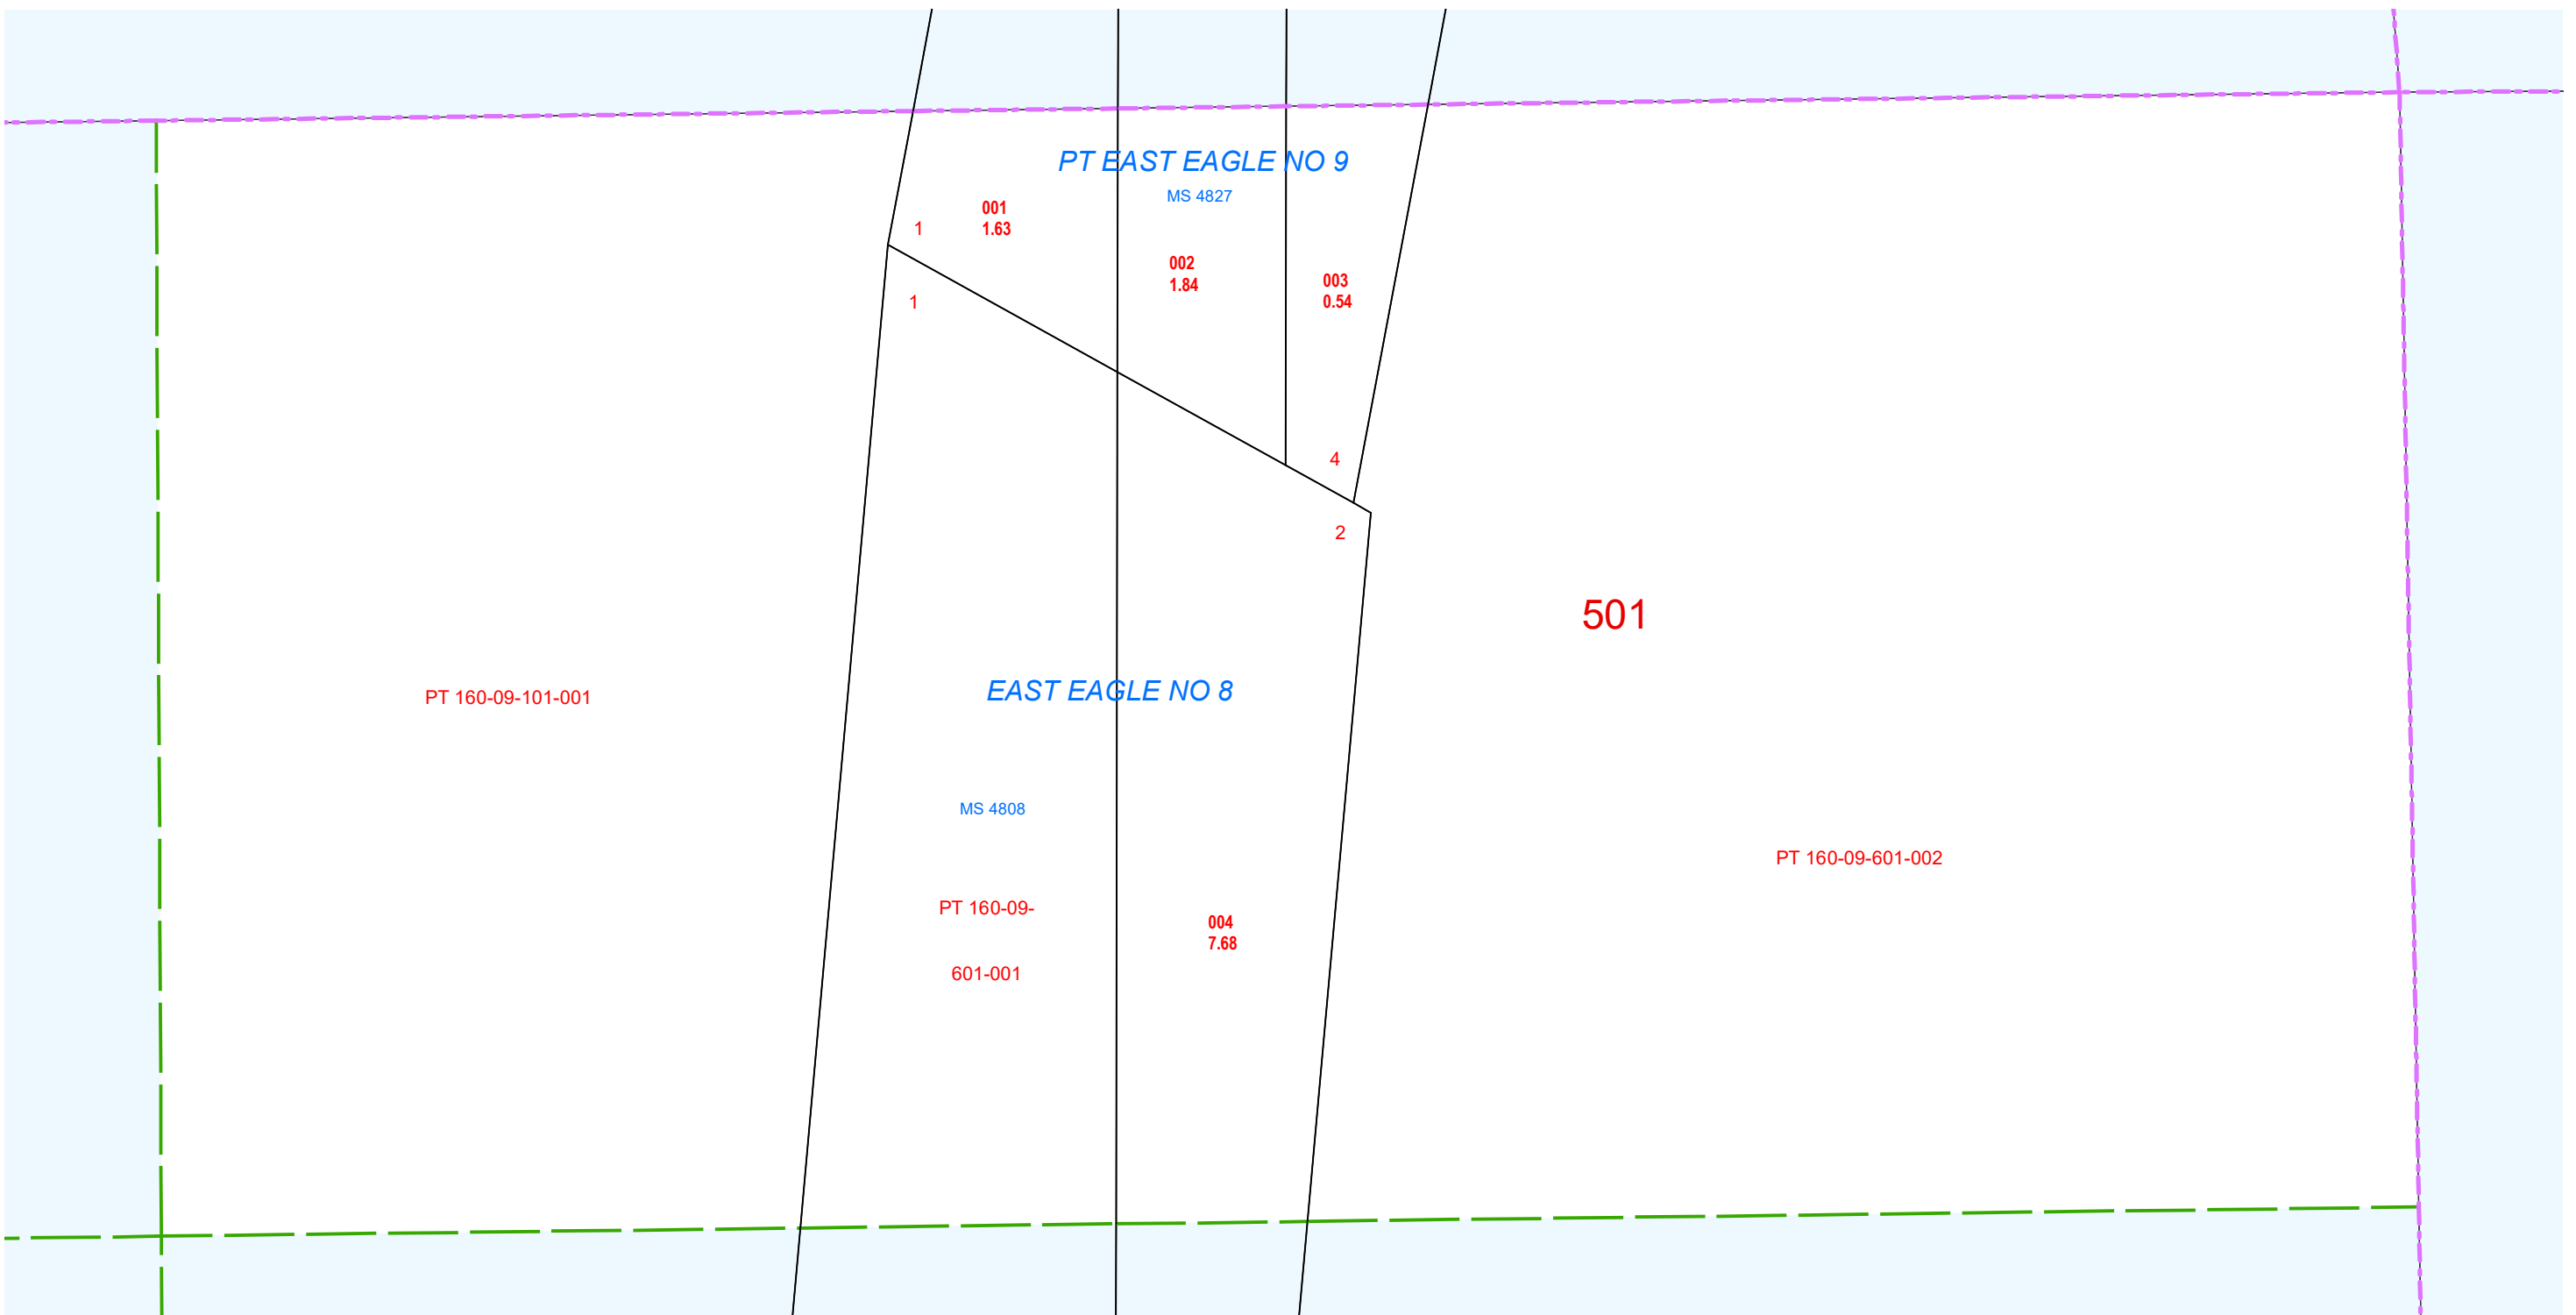 PT EAST EAGLE NO 9
MS 4827
001
1.63
1
002
1.84
003
0.54
1
4
2
501
EAST EAGLE NO 8
PT 160-09-101-001
MS 4808
PT 160-09-601-002
PT 160-09-
601-001
004
7.68